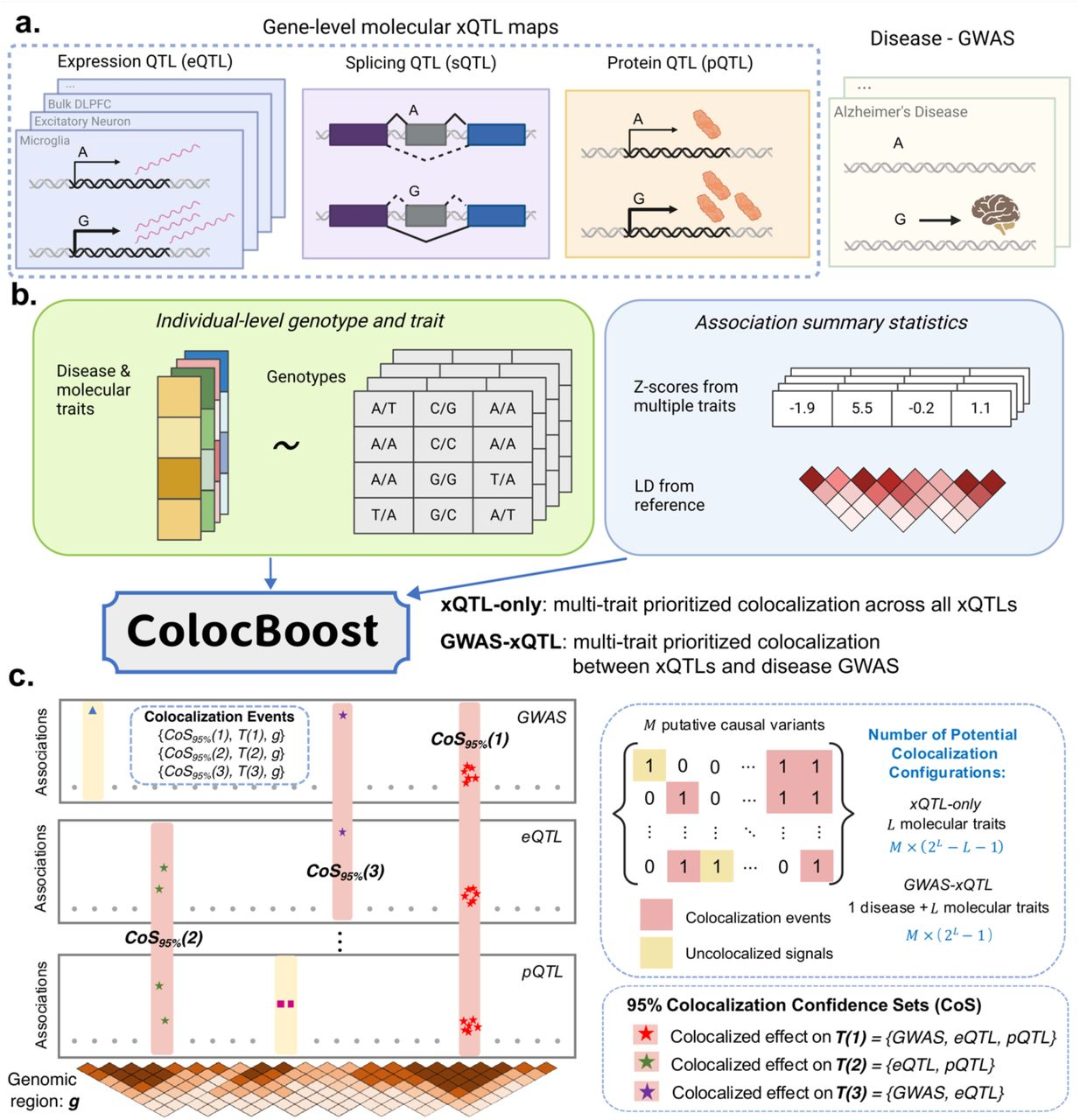 a.
Gene-level molecular xQTL maps
Disease - GWAS
Expression QTL (eQTL)
Splicing QTL (sQTL)
Protein QTL (pQTL)
...
Bulk DLPFC
Excitatory Neuron
Microglia
A
G
A
G
A
G
...
Alzheimer's Disease
A
G
b.
Individual-level genotype and trait
Disease &
molecular
traits
~
Genotypes
A/T C/G A/A
A/A C/C A/A
A/A G/G T/A
T/A G/C A/T
Association summary statistics
Z-scores from
multiple traits
-1.9 5.5 -0.2 1.1
LD from
reference
ColocBoost
xQTL-only: multi-trait prioritized colocalization across all xQTLs
GWAS-xQTL: multi-trait prioritized colocalization
between xQTLs and disease GWAS
c.
Associations
Colocalization Events
{CoS95%(1), T(1), g}
{CoS95%(2), T(2), g}
{CoS95%(3), T(3), g}
GWAS
CoS95%(1)
Associations
eQTL
CoS95%(3)
CoS95%(2)
⋮
Associations
pQTL
Genomic
region: g
M putative causal variants
1 0 0 ... 1 1
0 1 0 ... 1 1
⋮ ⋮ ⋮ ⋱ ⋮ ⋮
0 1 1 ... 0 1
Colocalization events
Uncolocalized signals
Number of Potential
Colocalization
Configurations:
xQTL-only
L molecular traits
M × (2^L − L − 1)
GWAS-xQTL
1 disease + L molecular traits
M × (2^L − 1)
95% Colocalization Confidence Sets (CoS)
Colocalized effect on T(1) = {GWAS, eQTL, pQTL}
Colocalized effect on T(2) = {eQTL, pQTL}
Colocalized effect on T(3) = {GWAS, eQTL}